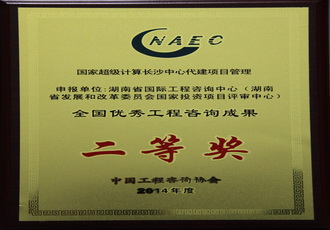 CNAEC
国家超级计算长沙中心代建项目管理
申报单位：湖南省国际工程咨询中心（湖南
省发展和改革委员会国家投资项目评审中心）
全国优秀工程咨询成果
二等奖
中国工程咨询协会
2014年度